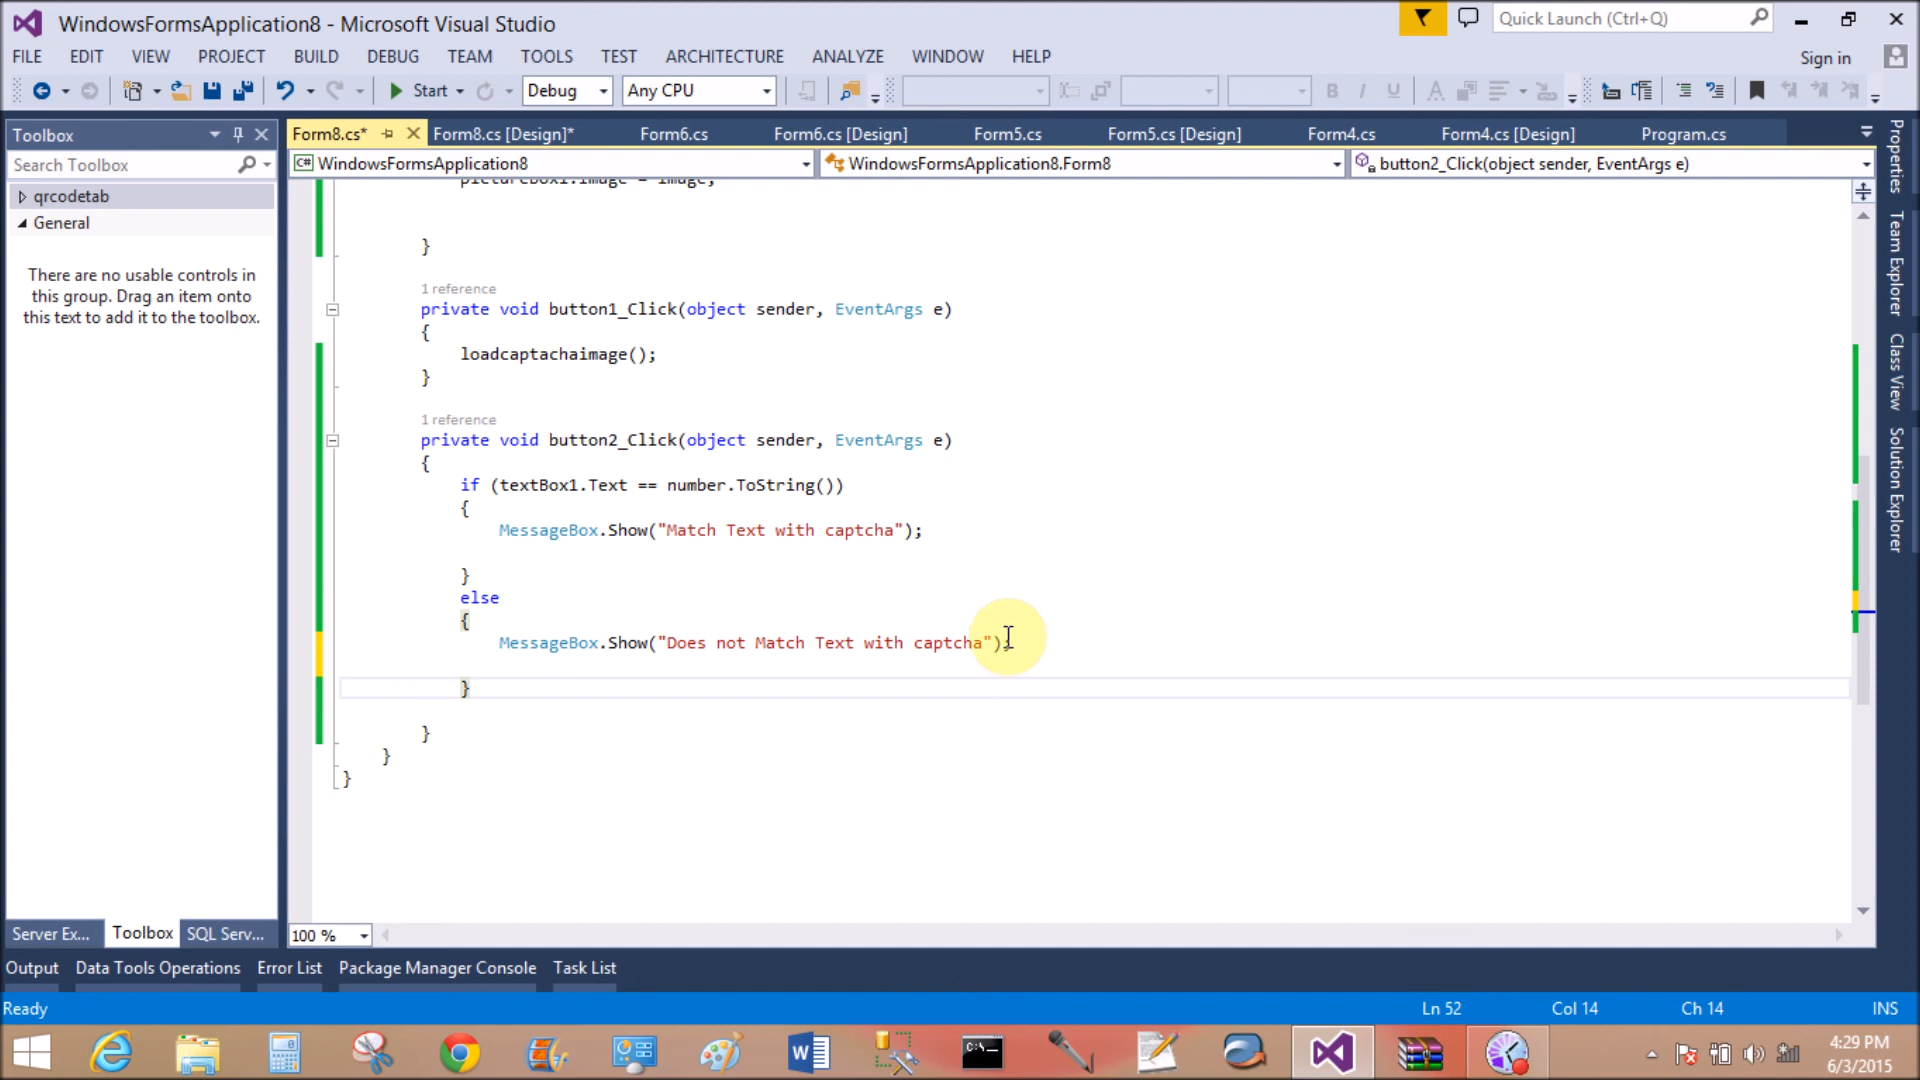 WindowsFormsApplication8 - Microsoft Visual Studio
Quick Launch (Ctrl+Q)
FILE EDIT VIEW PROJECT BUILD DEBUG TEAM TOOLS TEST ARCHITECTURE ANALYZE WINDOW HELP
Sign in
Start Debug Any CPU
Toolbox
Search Toolbox
qrcodetab
General
There are no usable controls in
this group. Drag an item onto
this text to add it to the toolbox.
Form8.cs* Form8.cs [Design]* Form6.cs Form6.cs [Design] Form5.cs Form5.cs [Design] Form4.cs Form4.cs [Design] Program.cs
WindowsFormsApplication8 WindowsFormsApplication8.Form8 button2_Click(object sender, EventArgs e)
pictureBox1.Image = image;
}
1 reference
private void button1_Click(object sender, EventArgs e)
{
loadcaptachaimage();
}
1 reference
private void button2_Click(object sender, EventArgs e)
{
if (textBox1.Text == number.ToString())
{
MessageBox.Show("Match Text with captcha");
}
else
{
MessageBox.Show("Does not Match Text with captcha");
}
}
}
}
Properties
Team Explorer
Class View
Solution Explorer
Server Ex... Toolbox SQL Serv...
100 %
Output Data Tools Operations Error List Package Manager Console Task List
Ready Ln 52 Col 14 Ch 14 INS
4:29 PM
6/3/2015